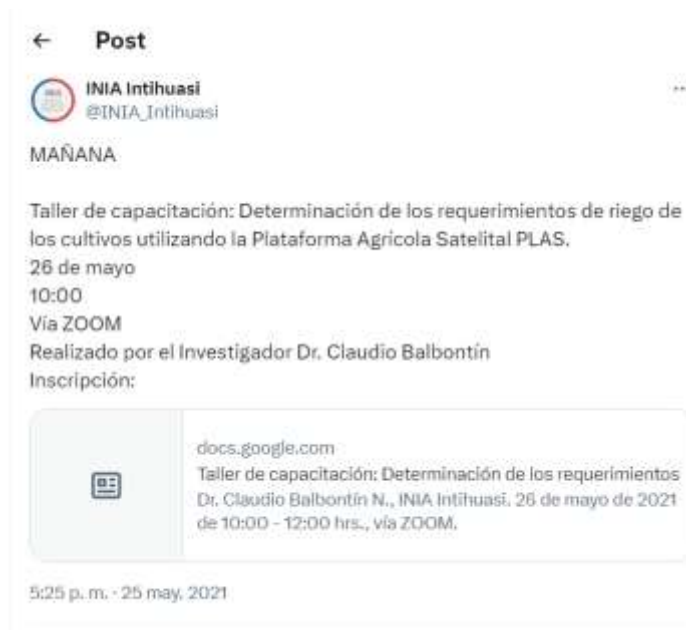 Post
INIA Intihuasi
@INIA_Intihuasi
MAÑANA
Taller de capacitación: Determinación de los requerimientos de riego de
los cultivos utilizando la Plataforma Agrícola Satelital PLAS.
26 de mayo
10:00
Vía ZOOM
Realizado por el Investigador Dr. Claudio Balbontín
Inscripción:
docs.google.com
Taller de capacitación: Determinación de los requerimientos
Dr. Claudio Balbontín N., INIA Intihuasi. 26 de mayo de 2021
de 10:00 - 12:00 hrs., vía ZOOM.
5:25 p. m. · 25 may. 2021